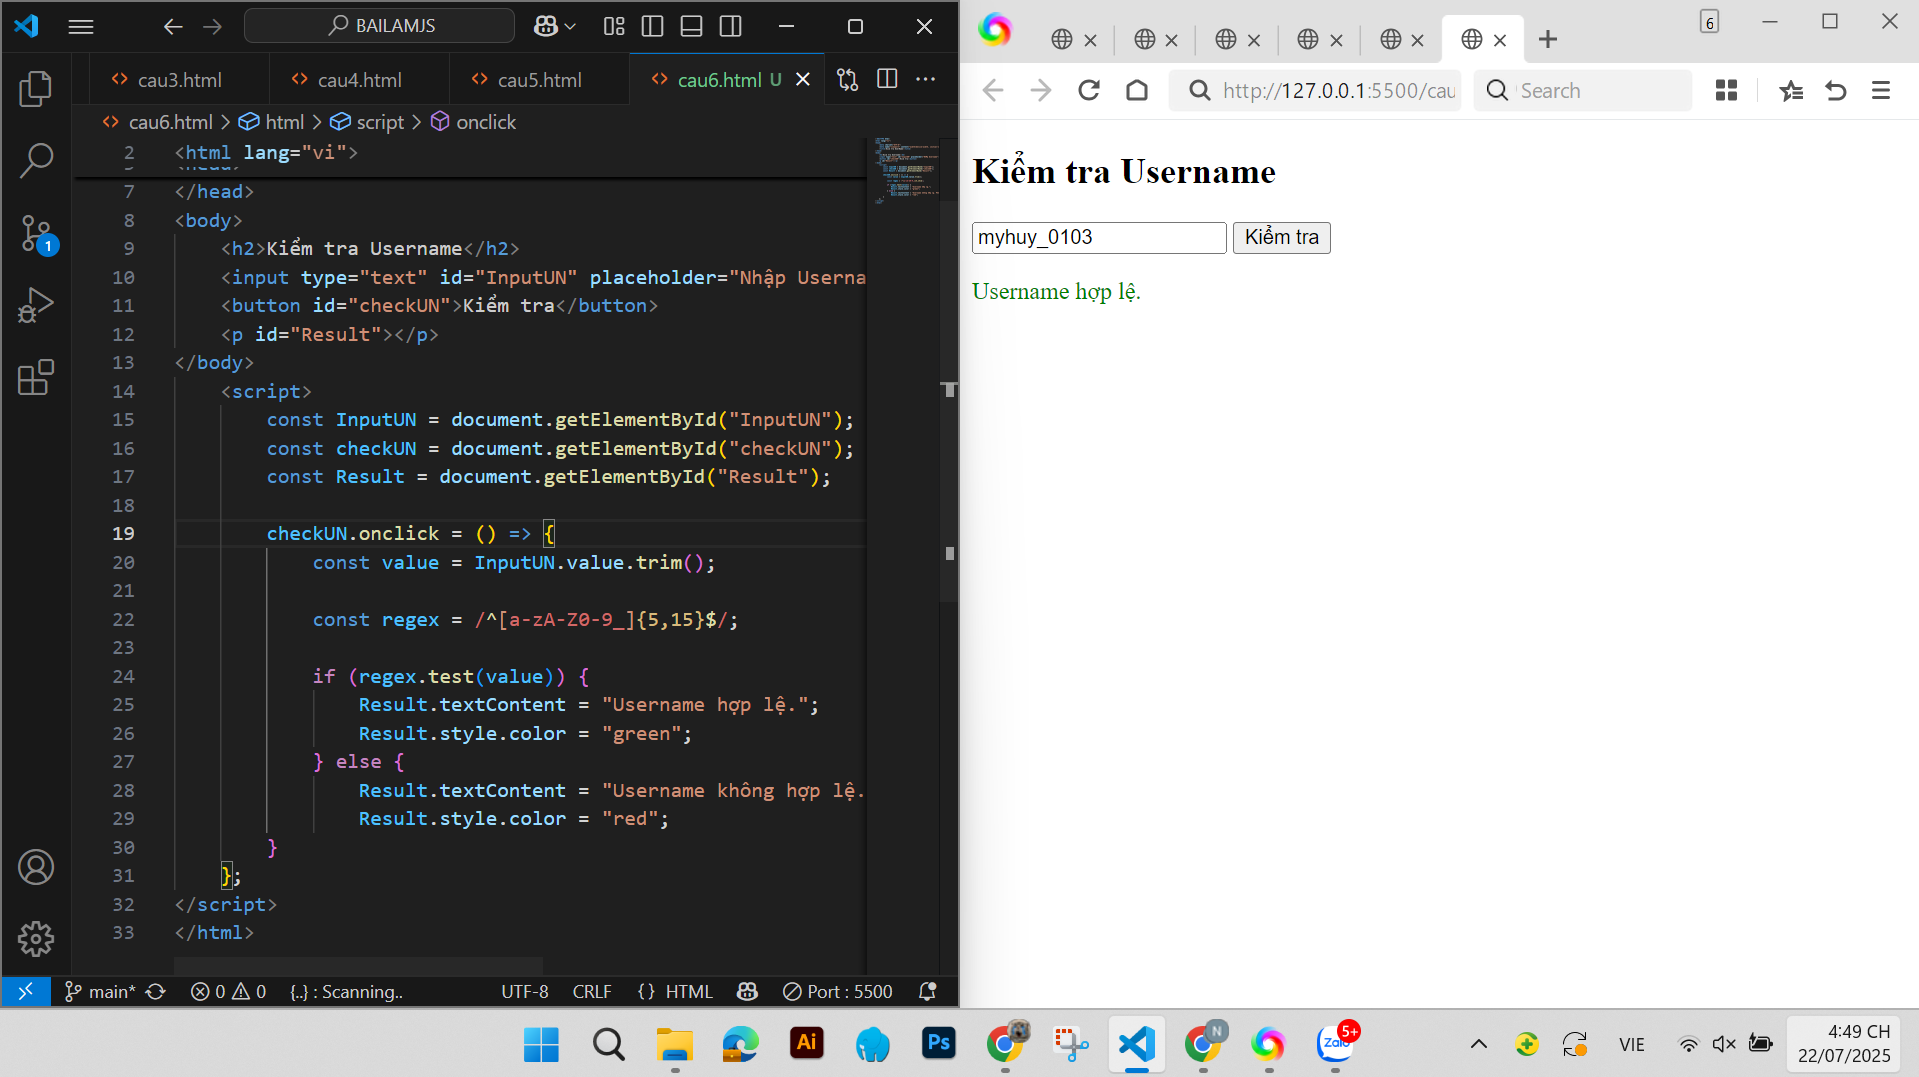 BAILAMJS
cau3.html
cau4.html
cau5.html
cau6.html U
cau6.html > html > script > onclick
2 <html lang="vi">
7 </head>
8 <body>
9 <h2>Kiểm tra Username</h2>
10 <input type="text" id="InputUN" placeholder="Nhập Userna
11 <button id="checkUN">Kiểm tra</button>
12 <p id="Result"></p>
13 </body>
14 <script>
15 const InputUN = document.getElementById("InputUN");
16 const checkUN = document.getElementById("checkUN");
17 const Result = document.getElementById("Result");
18
19 checkUN.onclick = () => {
20 const value = InputUN.value.trim();
21
22 const regex = /^[a-zA-Z0-9_]{5,15}$/;
23
24 if (regex.test(value)) {
25 Result.textContent = "Username hợp lệ.";
26 Result.style.color = "green";
27 } else {
28 Result.textContent = "Username không hợp lệ.
29 Result.style.color = "red";
30 }
31 };
32 </script>
33 </html>
1
main* 0 0 {..} : Scanning.. UTF-8 CRLF {} HTML Port : 5500
6
http://127.0.0.1:5500/cau
Search
Kiểm tra Username
myhuy_0103 Kiểm tra
Username hợp lệ.
Ai
Ps
N
Zalo
5+
VIE
4:49 CH
22/07/2025